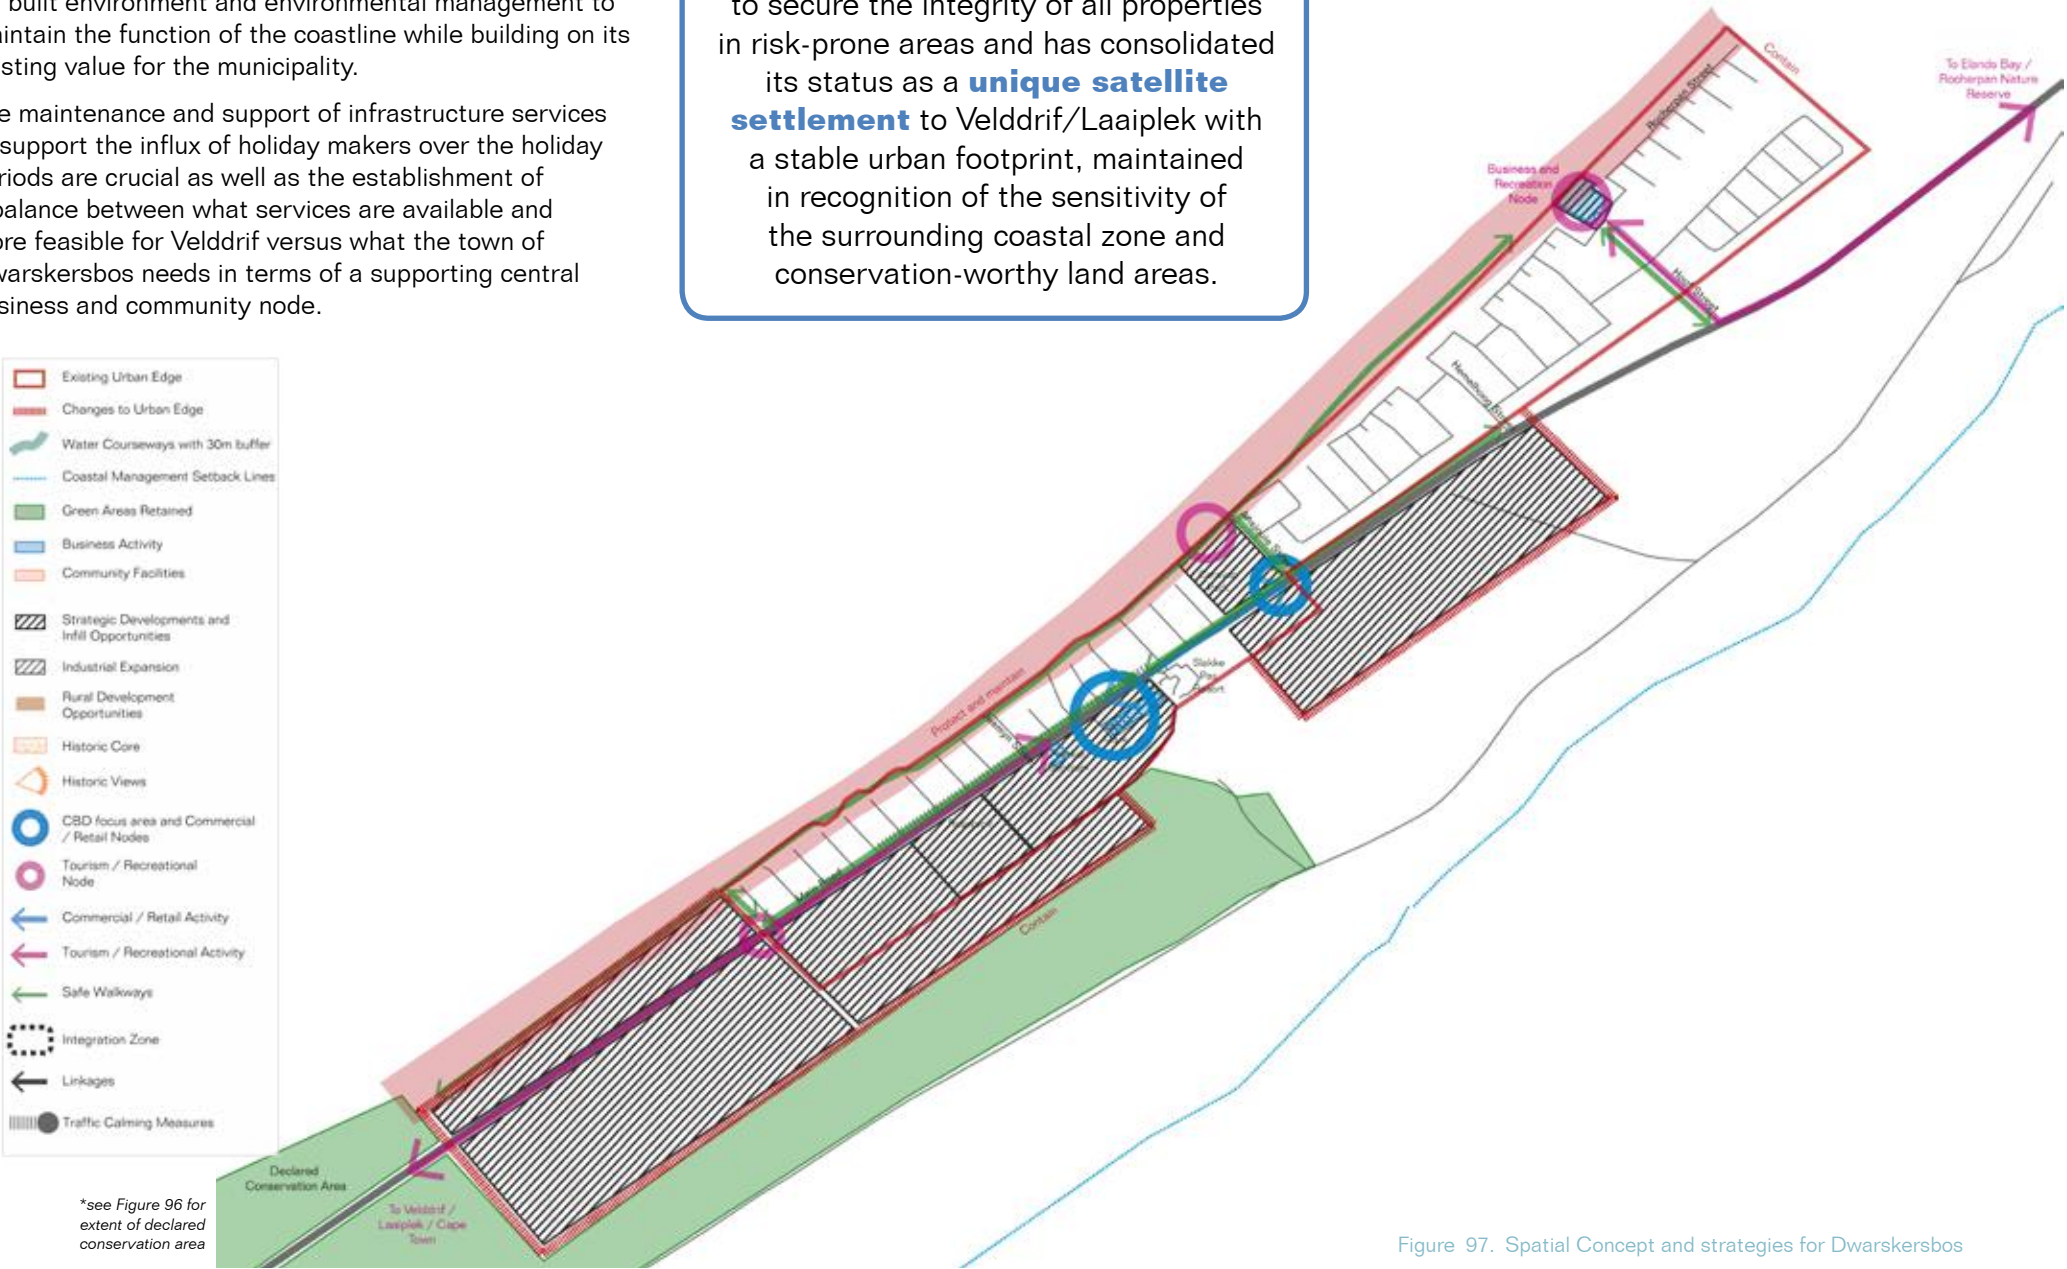 built environment and environmental management to
intain the function of the coastline while building on its
isting value for the municipality.
e maintenance and support of infrastructure services
support the influx of holiday makers over the holiday
riods are crucial as well as the establishment of
balance between what services are available and
ore feasible for Velddrif versus what the town of
warskersbos needs in terms of a supporting central
siness and community node.
to secure the integrity of all properties
in risk-prone areas and has consolidated
its status as a unique satellite
settlement to Velddrif/Laaiplek with
a stable urban footprint, maintained
in recognition of the sensitivity of
the surrounding coastal zone and
conservation-worthy land areas.
Existing Urban Edge
Changes to Urban Edge
Water Courseways with 30m buffer
Coastal Management Setback Lines
Green Areas Retained
Business Activity
Community Facilities
Strategic Developments and
Infill Opportunities
Industrial Expansion
Rural Development
Opportunities
Historic Core
Historic Views
CBD focus area and Commercial
/ Retail Nodes
Tourism / Recreational
Node
Commercial / Retail Activity
Tourism / Recreational Activity
Safe Walkways
Integration Zone
Linkages
Traffic Calming Measures
*see Figure 96 for
extent of declared
conservation area
Declared
Conservation Area
To Velddrif /
Laaiplek / Cape
Town
Contain
To Elands Bay /
Rocherpan Nature
Reserve
Rocherpan Street
Business and
Recreation
Node
Protect and maintain
Main Road
Contain
Figure 97. Spatial Concept and strategies for Dwarskersbos